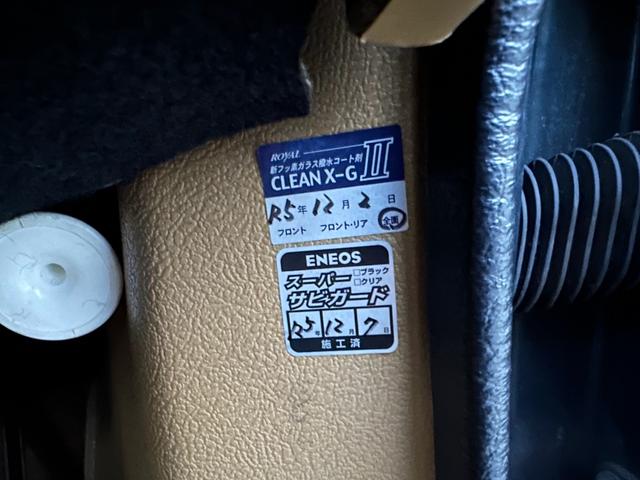 ROYAL
新フッ素ガラス撥水コート剤
CLEAN X-G II
R5年 12月 2日
フロント フロント・リア 全面
ENEOS
スーパー □ブラック
□クリア
サビガード
R5年 12月 7日
施工済